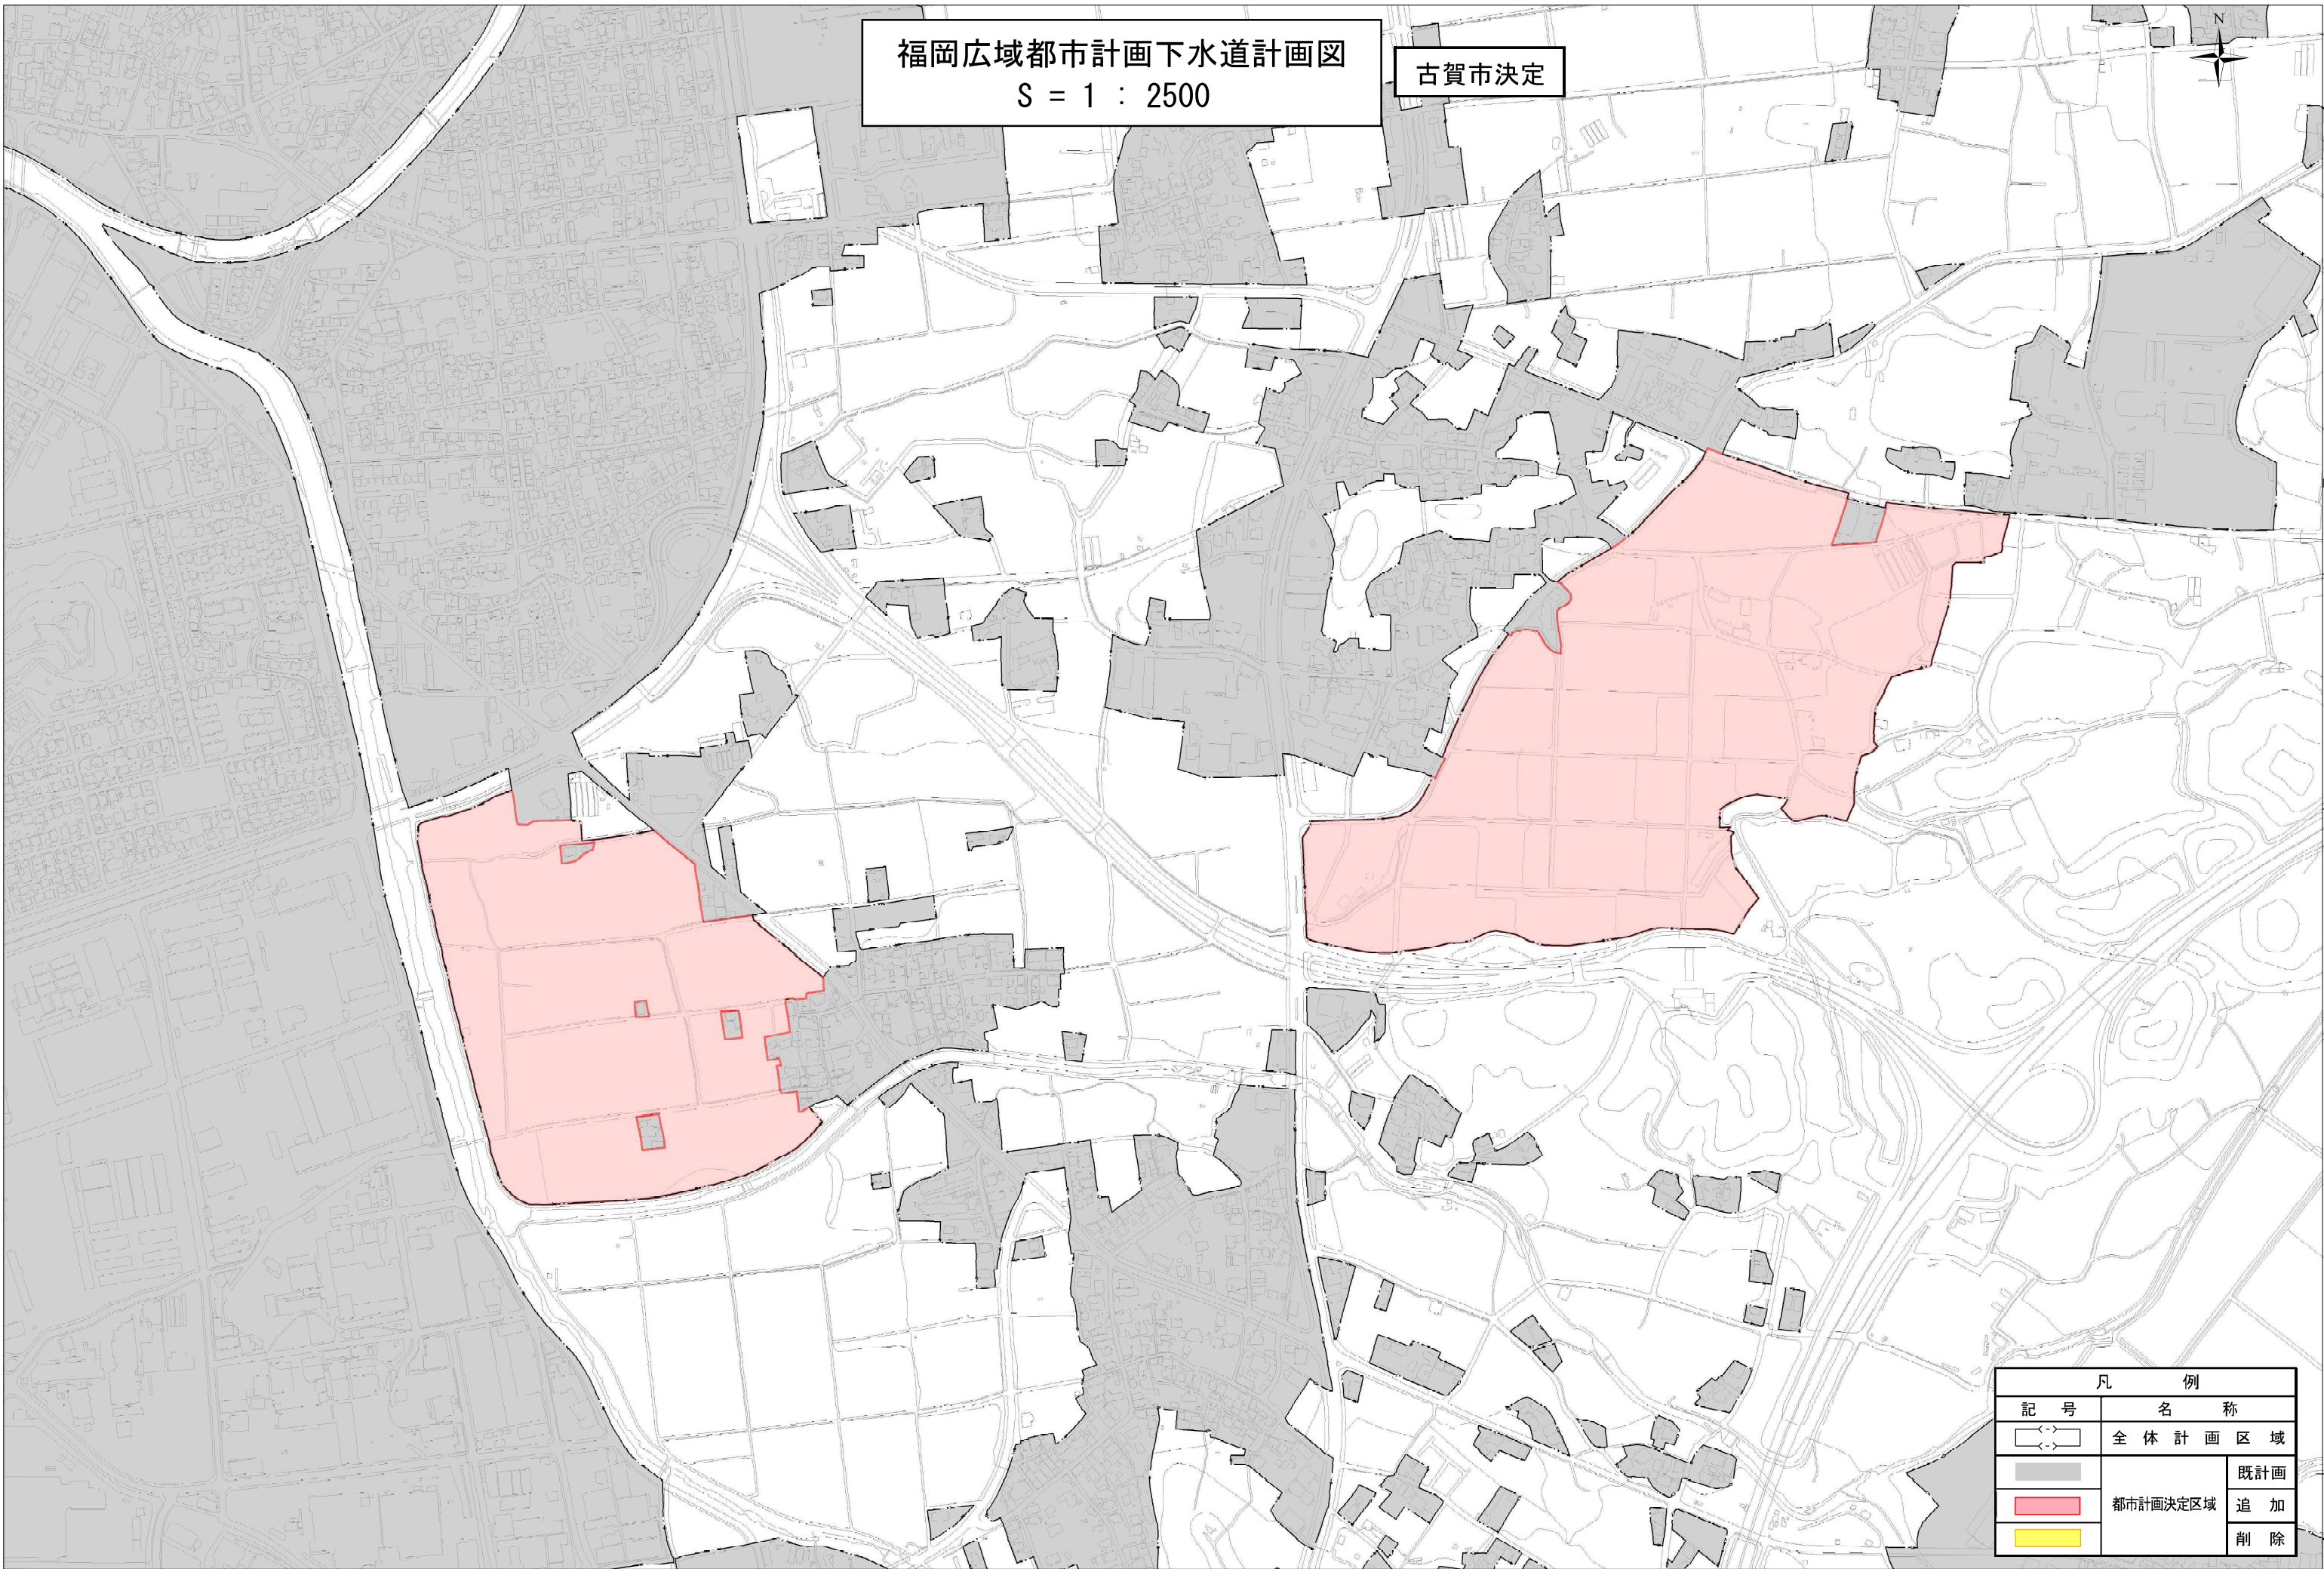 福岡広域都市計画下水道計画図
S = 1 : 2500
古賀市決定
N
凡 例
記 号 名 称
全 体 計 画 区 域
都市計画決定区域
既計画
追 加
削 除